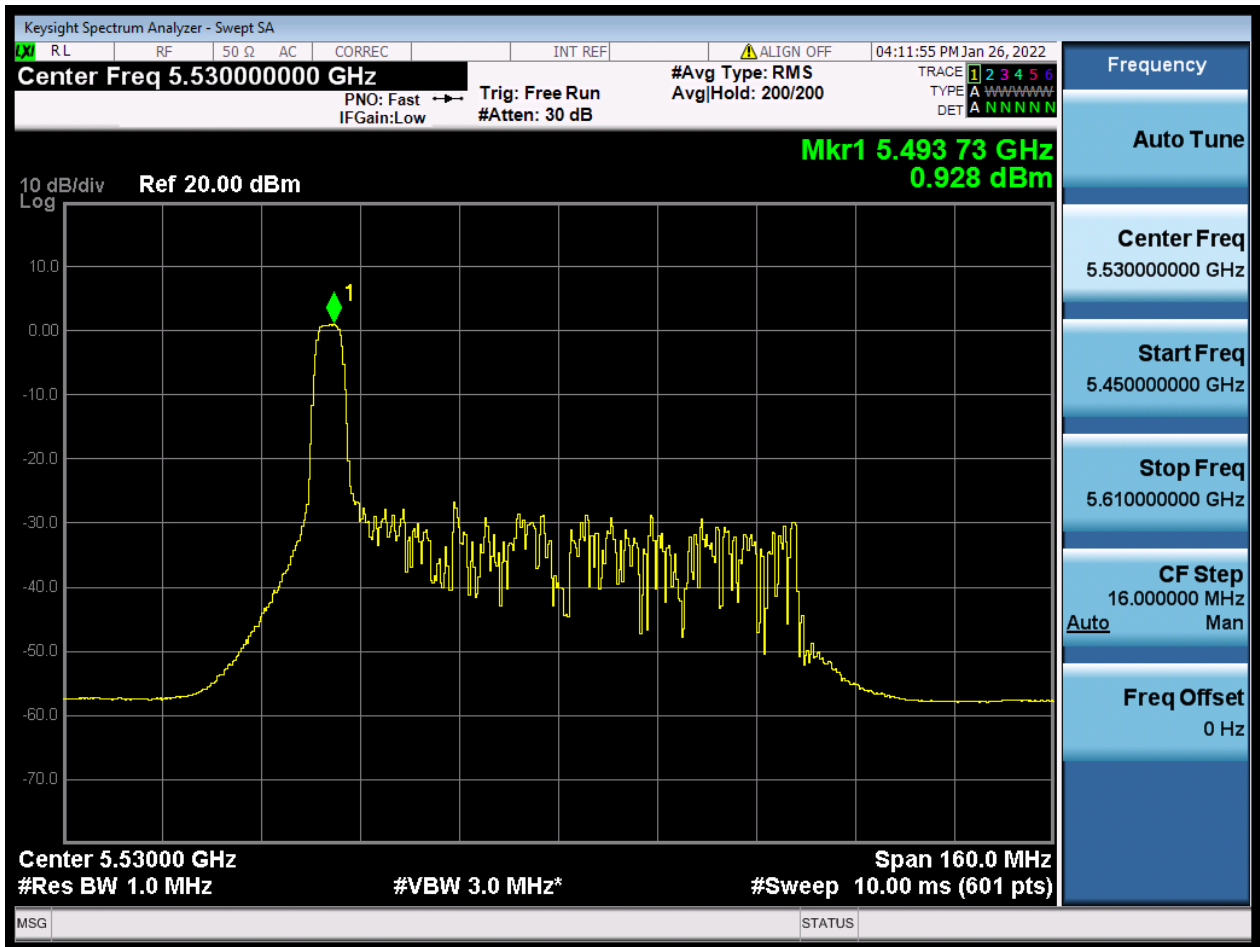 Keysight Spectrum Analyzer - Swept SA
LXI RL RF 50 Ω AC CORREC INT REF ALIGN OFF 04:11:55 PM Jan 26, 2022
Center Freq 5.530000000 GHz
PNO: Fast
IFGain:Low
Trig: Free Run
#Atten: 30 dB
#Avg Type: RMS
Avg|Hold: 200/200
TRACE 1 2 3 4 5 6
TYPE A WWWWW
DET A N N N N N
Mkr1 5.493 73 GHz
0.928 dBm
10 dB/div Ref 20.00 dBm
Log
1
10.0
0.00
-10.0
-20.0
-30.0
-40.0
-50.0
-60.0
-70.0
Center 5.53000 GHz Span 160.0 MHz
#Res BW 1.0 MHz #VBW 3.0 MHz* #Sweep 10.00 ms (601 pts)
MSG STATUS
Frequency
Auto Tune
Center Freq
5.530000000 GHz
Start Freq
5.450000000 GHz
Stop Freq
5.610000000 GHz
CF Step
16.000000 MHz
Auto Man
Freq Offset
0 Hz